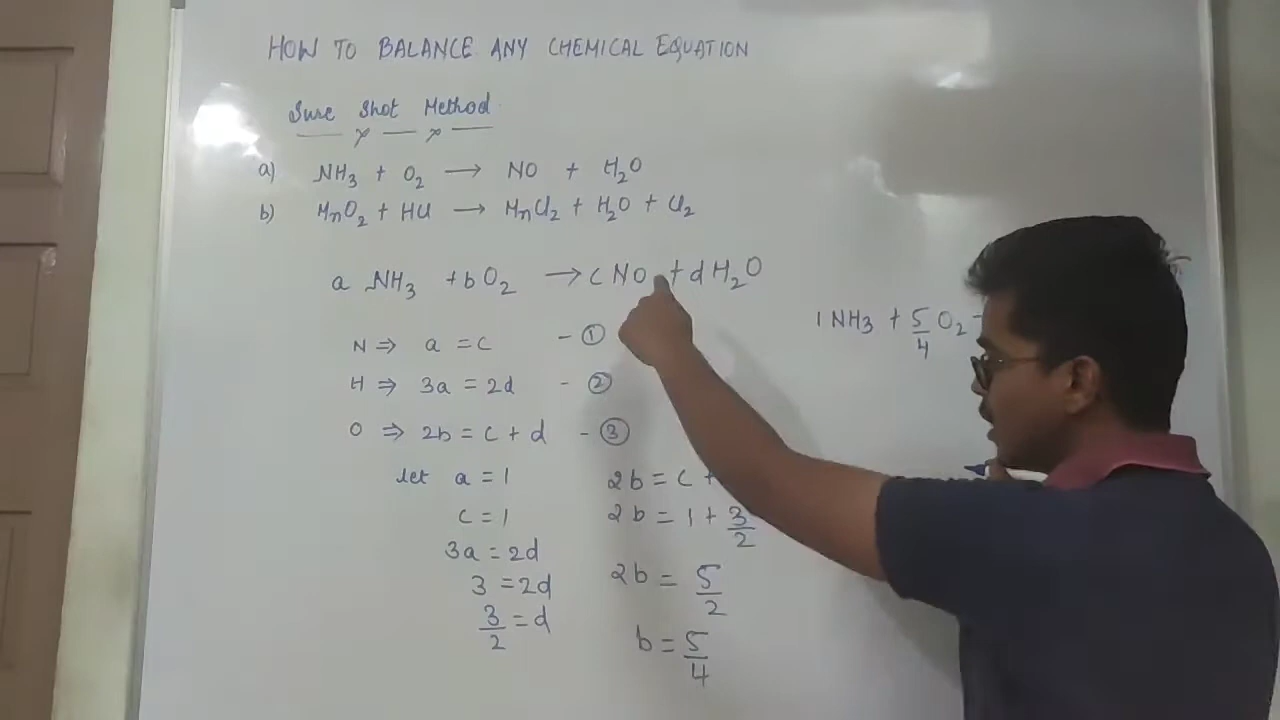 HOW TO BALANCE ANY CHEMICAL EQUATION
Sure Shot Method
a) NH3 + O2 → NO + H2O
b) MnO2 + HCl → MnCl2 + H2O + Cl2
a NH3 + b O2 → c NO + d H2O
1 NH3 + 5/4 O2
N ⇒ a = c - ①
H ⇒ 3a = 2d - ②
O ⇒ 2b = c + d - ③
let a = 1
c = 1
3a = 2d
3 = 2d
3/2 = d
2b = c +
2b = 1 + 3/2
2b = 5/2
b = 5/4